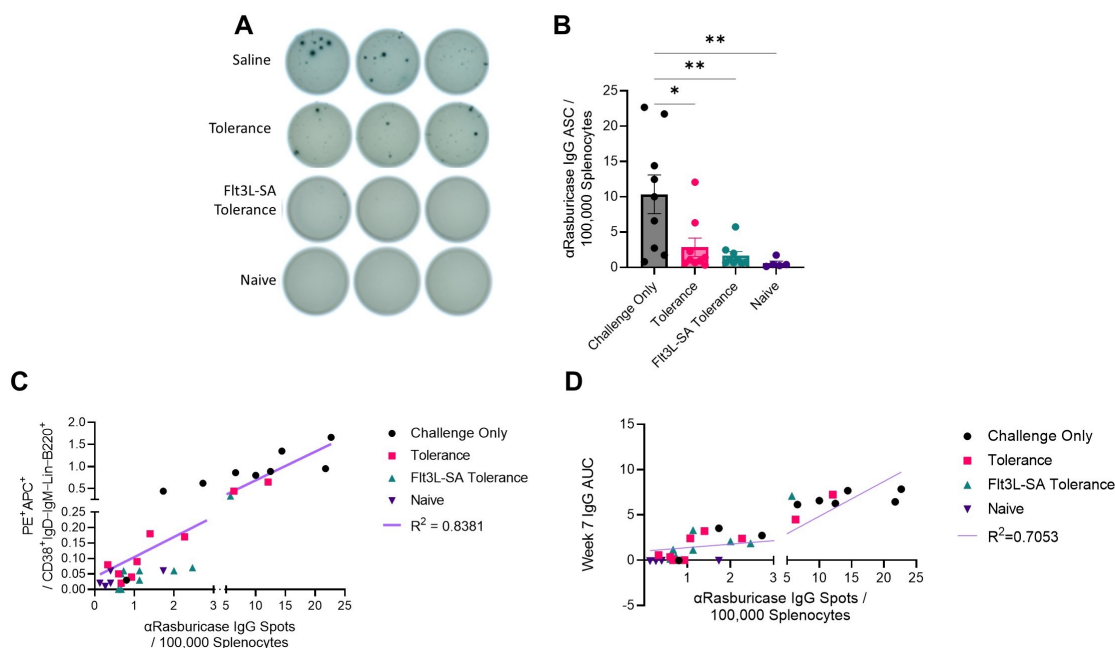 A
Saline
Tolerance
Flt3L-SA
Tolerance
Naive
B
**
**
*
αRasburicase IgG ASC /
100,000 Splenocytes
25
20
15
10
5
0
Challenge Only
Tolerance
Flt3L-SA Tolerance
Naive
C
PE⁺APC⁺
/ CD38⁺IgD–IgM–Lin–B220⁺
2.0
1.5
1.0
0.5
0.25
0.20
0.15
0.10
0.05
0.00
0 1 2 3 5 10 15 20 25
αRasburicase IgG Spots
/ 100,000 Splenocytes
Challenge Only
Tolerance
Flt3L-SA Tolerance
Naive
R² = 0.8381
D
Week 7 IgG AUC
15
10
5
0
-5
1 2 3 5 10 15 20 25
αRasburicase IgG Spots /
100,000 Splenocytes
Challenge Only
Tolerance
Flt3L-SA Tolerance
Naive
R²=0.7053